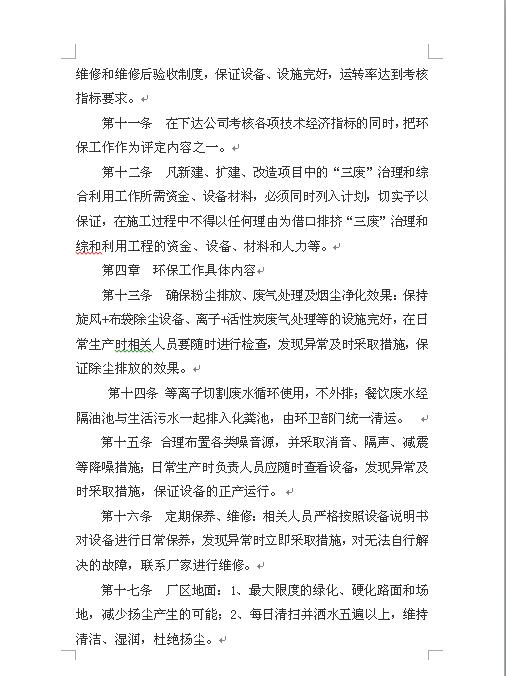 维修和维修后验收制度，保证设备、设施完好，运转率达到考核
指标要求。
第十一条　在下达公司考核各项技术经济指标的同时，把环
保工作作为评定内容之一。
第十二条　凡新建、扩建、改造项目中的“三废”治理和综
合利用工作所需资金、设备材料，必须同时列入计划，切实予以
保证，在施工过程中不得以任何理由为借口排挤“三废”治理和
综和利用工程的资金、设备、材料和人力等。
第四章　环保工作具体内容
第十三条　确保粉尘排放、废气处理及烟尘净化效果：保持
旋风+布袋除尘设备、离子+活性炭废气处理等的设施完好，在日
常生产时相关人员要随时进行检查，发现异常及时采取措施，保
证除尘排放的效果。
第十四条 等离子切割废水循环使用，不外排；餐饮废水经
隔油池与生活污水一起排入化粪池，由环卫部门统一清运。
第十五条 合理布置各类噪音源，并采取消音、隔声、减震
等降噪措施；日常生产时负责人员应随时查看设备，发现异常及
时采取措施，保证设备的正产运行。
第十六条　定期保养、维修：相关人员严格按照设备说明书
对设备进行日常保养，发现异常时立即采取措施，对无法自行解
决的故障，联系厂家进行维修。
第十七条　厂区地面：1、最大限度的绿化、硬化路面和场
地，减少扬尘产生的可能；2、每日清扫并洒水五遍以上，维持
清洁、湿润，杜绝扬尘。